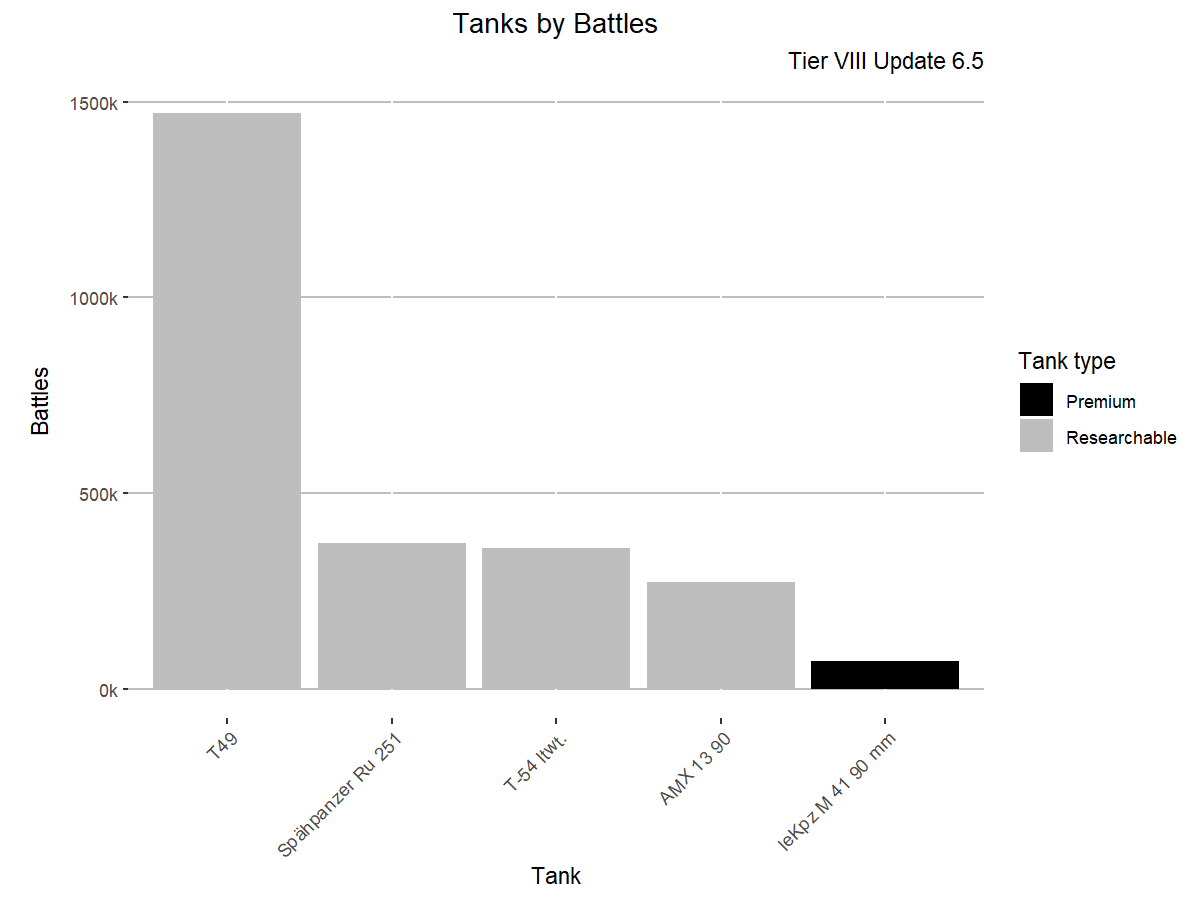 Tanks by Battles
Tier VIII Update 6.5
1500k
1000k
500k
0k
Battles
T49
Spähpanzer Ru 251
T-54 ltwt.
AMX 13 90
leKpz M 41 90 mm
Tank
Tank type
Premium
Researchable